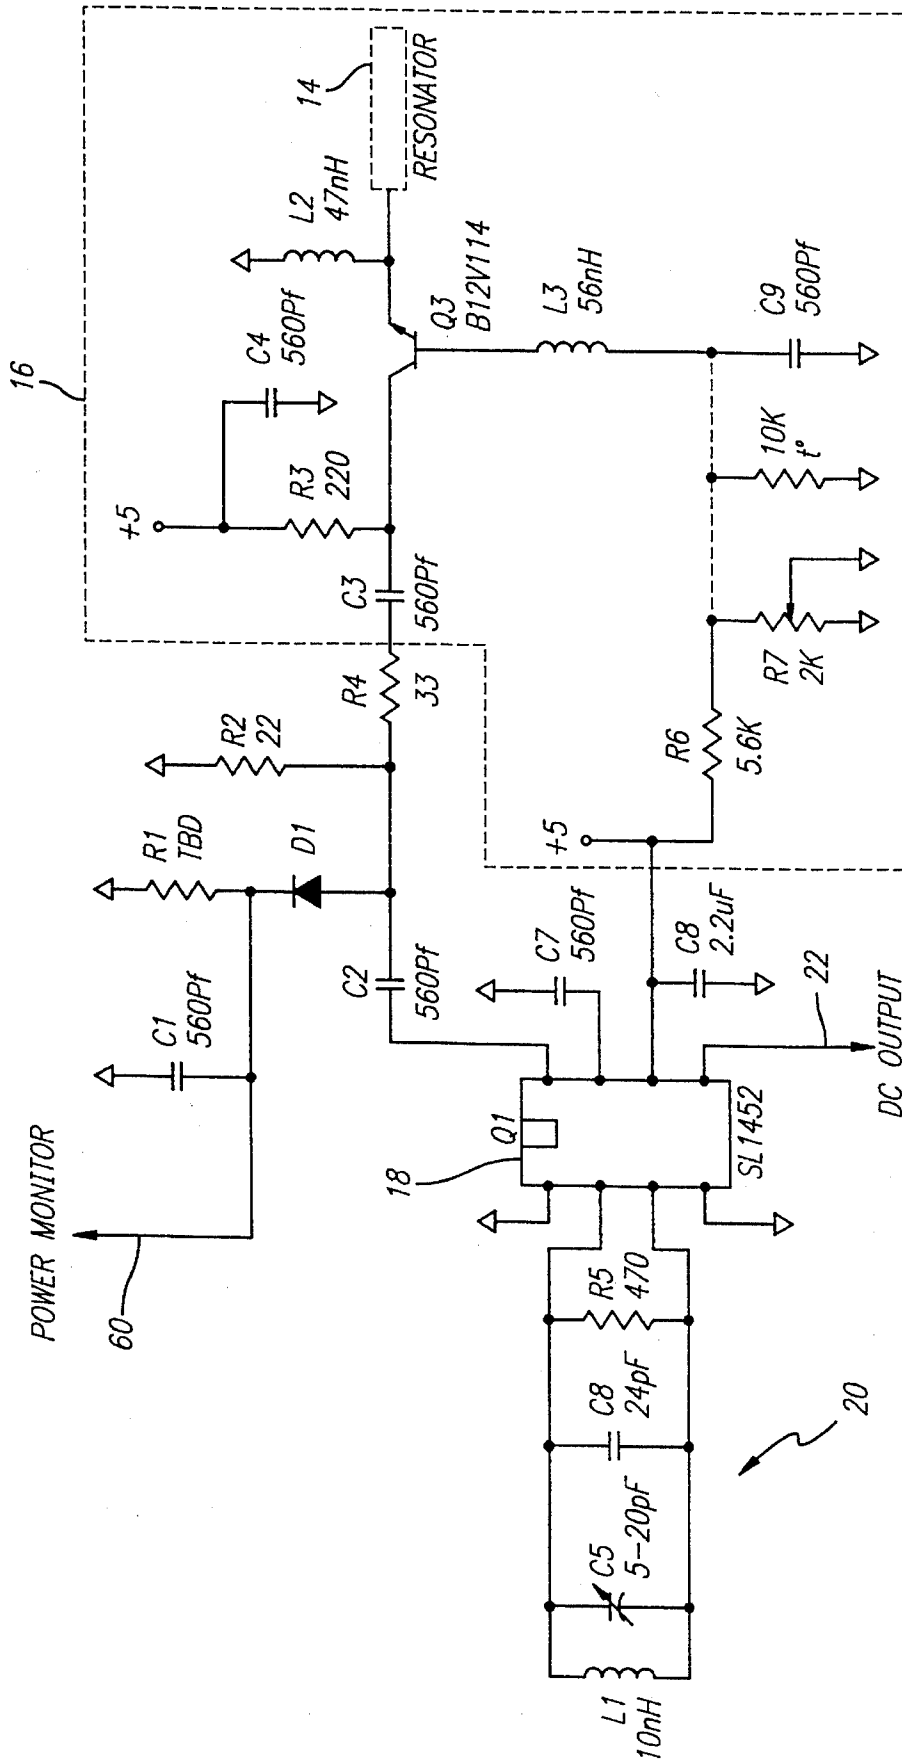 POWER MONITOR
60
C1
560Pf
R1
TBD
D1
R2
22
C2
560Pf
R4
33
C3
560Pf
16
+5
R3
220
C4
560Pf
L2
47nH
14
RESONATOR
Q3
B12V114
L3
56nH
C9
560Pf
10K
t°
R7
2K
R6
5.6K
+5
C7
560Pf
C8
2.2uF
22
DC OUTPUT
18
Q1
SL1452
R5
470
C8
24pF
C5
5-20pF
L1
10nH
20